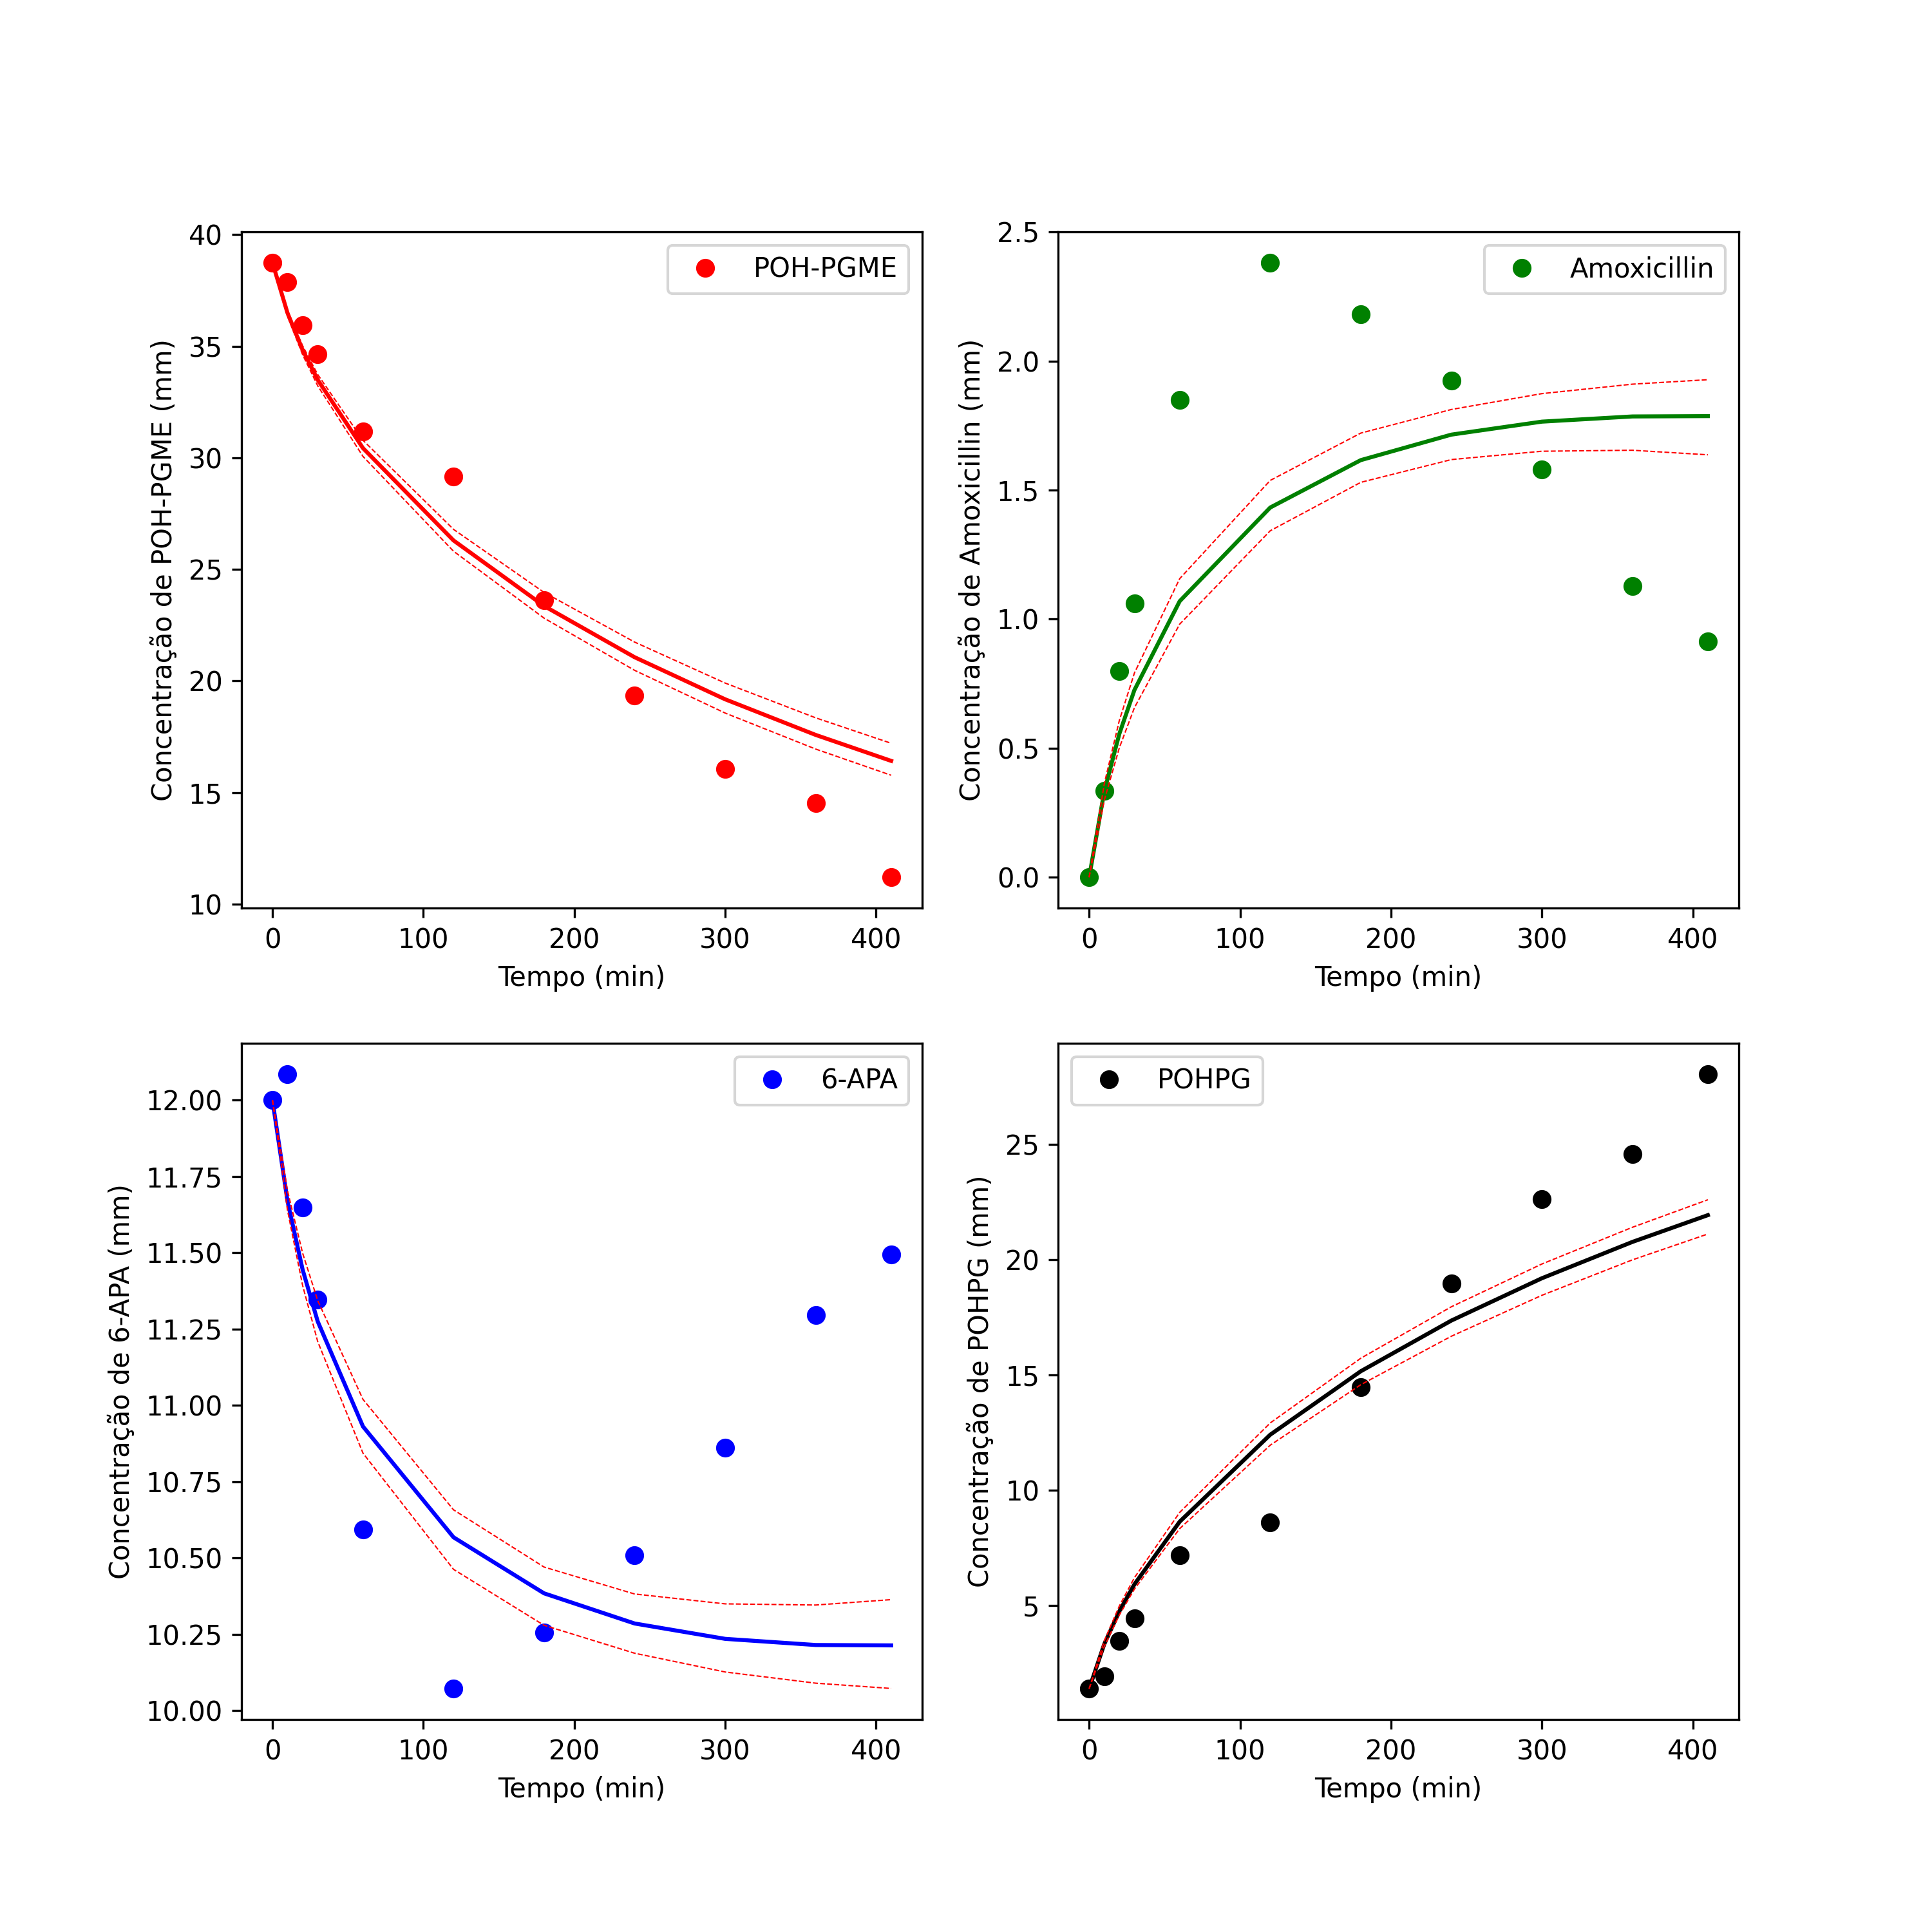 POH-PGME
Concentração de POH-PGME (mm)
40
35
30
25
20
15
10
0 100 200 300 400
Tempo (min)
Amoxicillin
Concentração de Amoxicillin (mm)
2.5
2.0
1.5
1.0
0.5
0.0
0 100 200 300 400
Tempo (min)
6-APA
Concentração de 6-APA (mm)
12.00
11.75
11.50
11.25
11.00
10.75
10.50
10.25
10.00
0 100 200 300 400
Tempo (min)
POHPG
Concentração de POHPG (mm)
25
20
15
10
5
0 100 200 300 400
Tempo (min)